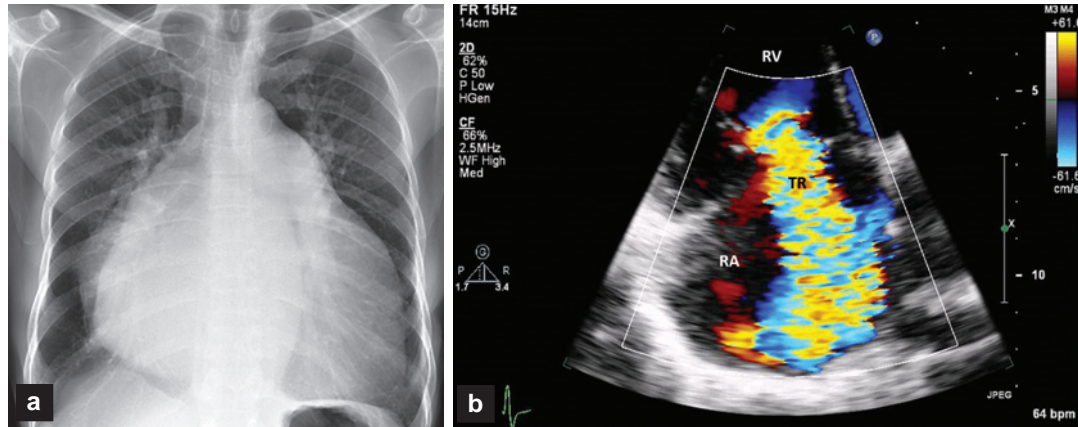 a
FR 15Hz
14cm
2D
62%
C 50
P Low
HGen
CF
66%
2.5MHz
WF High
Med
G
P R
1.7 3.4
b
RV
TR
RA
P
M3 M4
+61.6
-61.6
cm/s
5
X
10
JPEG
64 bpm